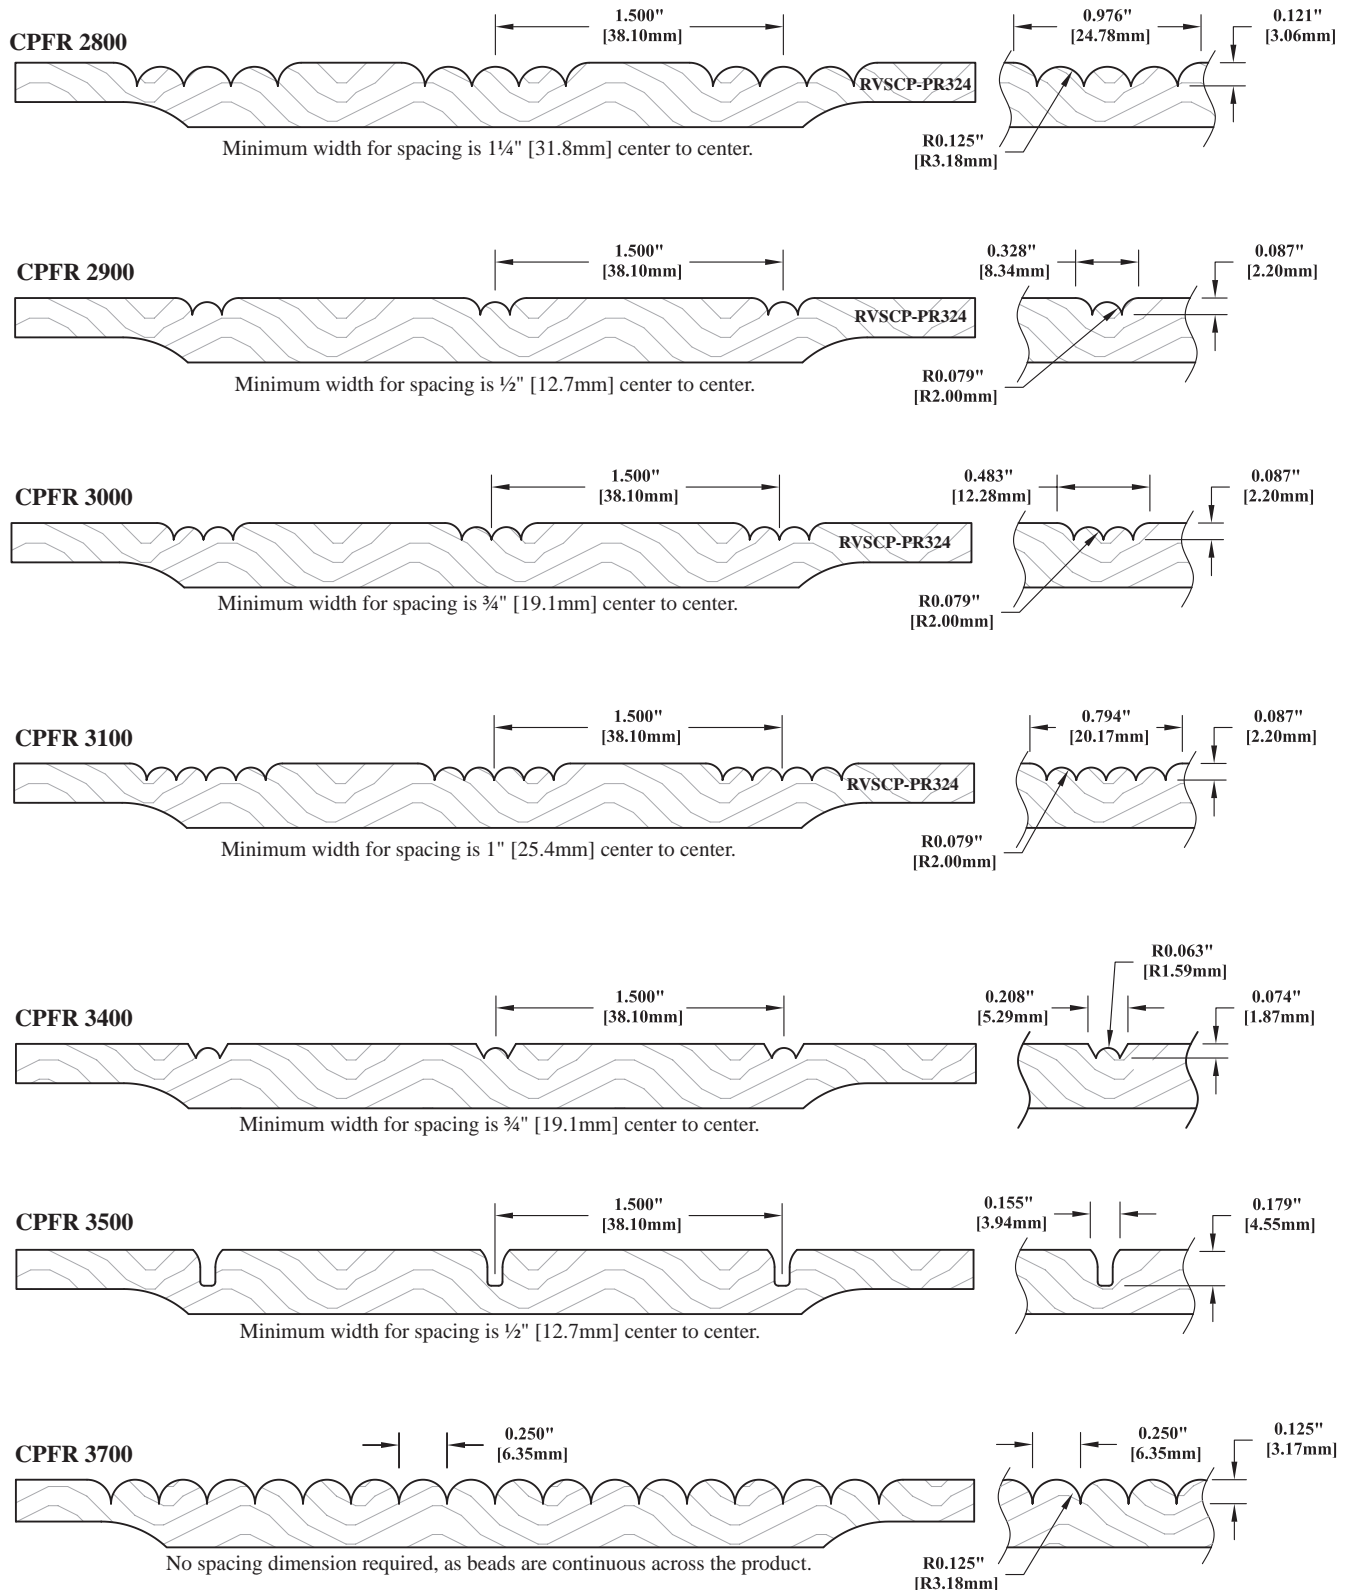 CPFR 2800
1.500"
[38.10mm]
0.976"
[24.78mm]
0.121"
[3.06mm]
RVSCP-PR324
R0.125"
[R3.18mm]
Minimum width for spacing is 1¼" [31.8mm] center to center.
CPFR 2900
1.500"
[38.10mm]
0.328"
[8.34mm]
0.087"
[2.20mm]
RVSCP-PR324
R0.079"
[R2.00mm]
Minimum width for spacing is ½" [12.7mm] center to center.
CPFR 3000
1.500"
[38.10mm]
0.483"
[12.28mm]
0.087"
[2.20mm]
RVSCP-PR324
R0.079"
[R2.00mm]
Minimum width for spacing is ¾" [19.1mm] center to center.
CPFR 3100
1.500"
[38.10mm]
0.794"
[20.17mm]
0.087"
[2.20mm]
RVSCP-PR324
R0.079"
[R2.00mm]
Minimum width for spacing is 1" [25.4mm] center to center.
CPFR 3400
1.500"
[38.10mm]
R0.063"
[R1.59mm]
0.208"
[5.29mm]
0.074"
[1.87mm]
Minimum width for spacing is ¾" [19.1mm] center to center.
CPFR 3500
1.500"
[38.10mm]
0.155"
[3.94mm]
0.179"
[4.55mm]
Minimum width for spacing is ½" [12.7mm] center to center.
CPFR 3700
0.250"
[6.35mm]
0.250"
[6.35mm]
0.125"
[3.17mm]
R0.125"
[R3.18mm]
No spacing dimension required, as beads are continuous across the product.